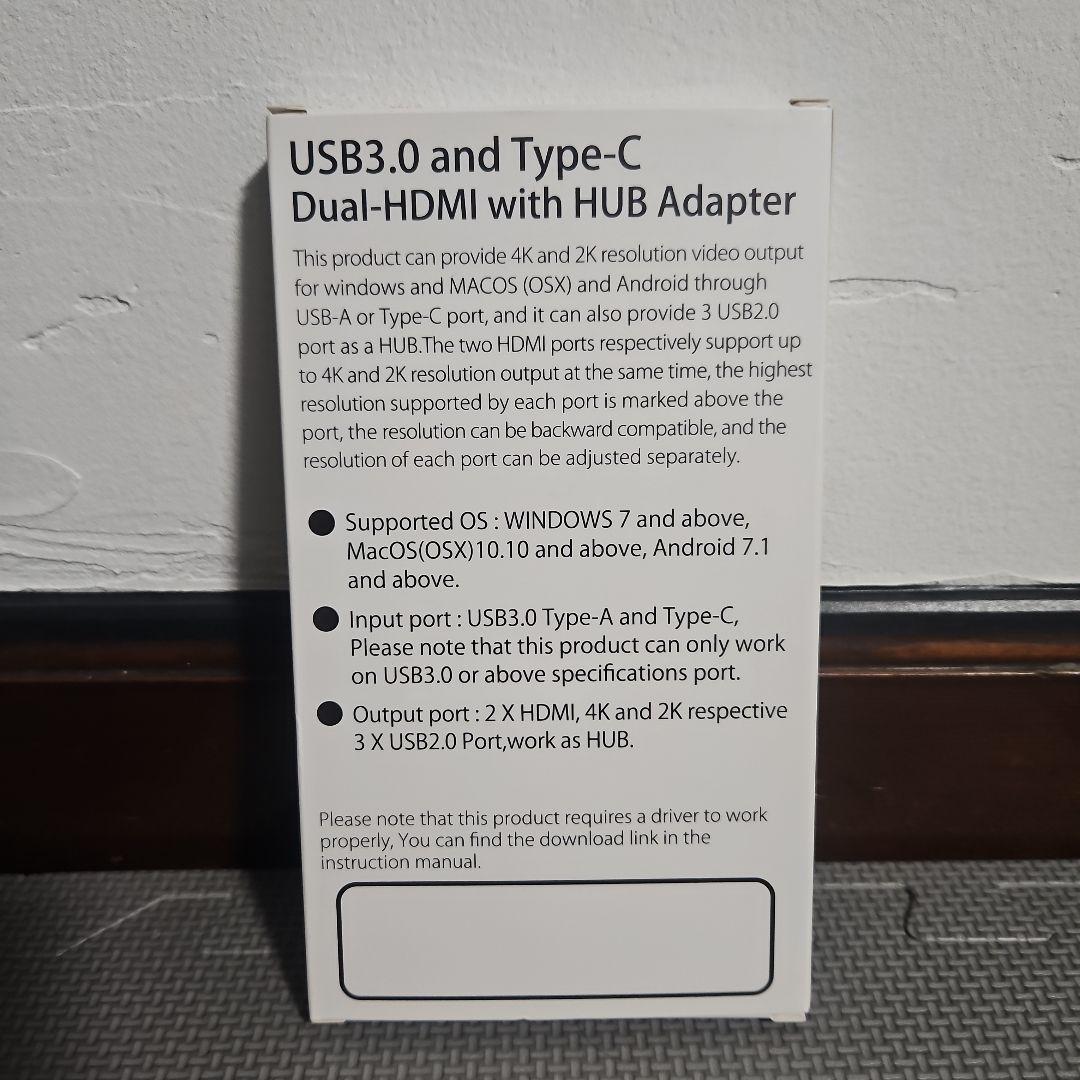 USB3.0 and Type-C
Dual-HDMI with HUB Adapter
This product can provide 4K and 2K resolution video output
for windows and MACOS (OSX) and Android through
USB-A or Type-C port, and it can also provide 3 USB2.0
port as a HUB.The two HDMI ports respectively support up
to 4K and 2K resolution output at the same time, the highest
resolution supported by each port is marked above the
port, the resolution can be backward compatible, and the
resolution of each port can be adjusted separately.
● Supported OS : WINDOWS 7 and above,
MacOS(OSX)10.10 and above, Android 7.1
and above.
● Input port : USB3.0 Type-A and Type-C,
Please note that this product can only work
on USB3.0 or above specifications port.
● Output port : 2 X HDMI, 4K and 2K respective
3 X USB2.0 Port,work as HUB.
Please note that this product requires a driver to work
properly, You can find the download link in the
instruction manual.